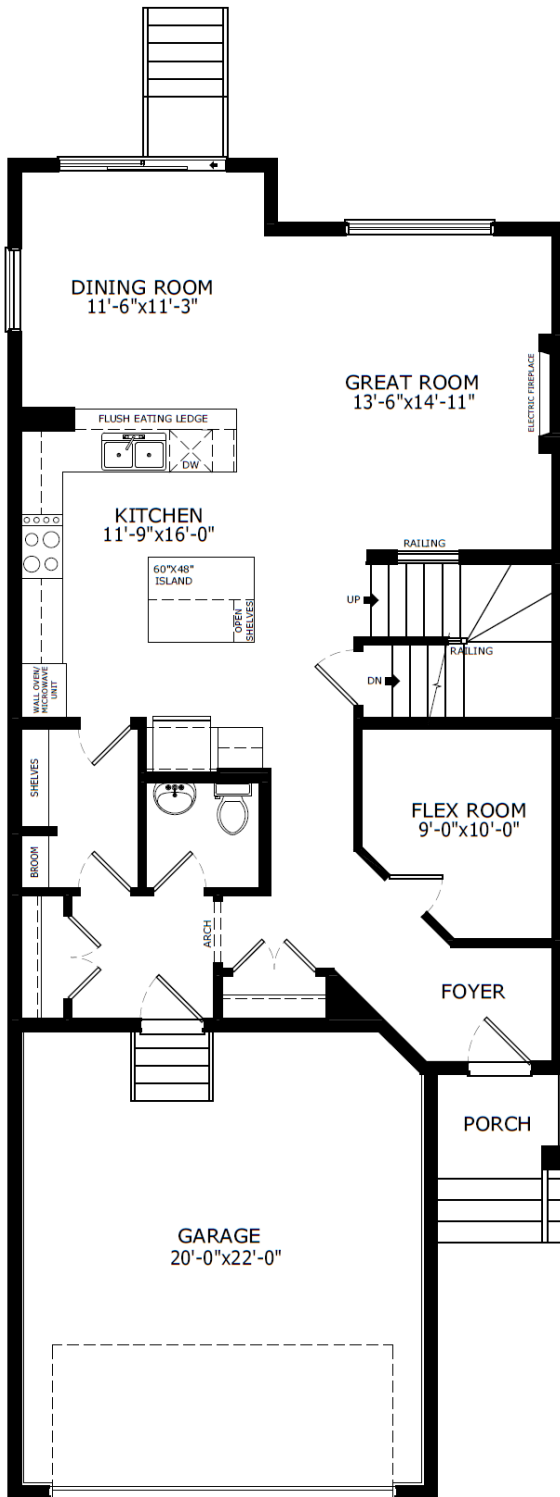 DINING ROOM
11'-6"x11'-3"
GREAT ROOM
13'-6"x14'-11"
ELECTRIC FIREPLACE
FLUSH EATING LEDGE
DW
KITCHEN
11'-9"x16'-0"
RAILING
60"X48"
ISLAND
OPEN
SHELVES
UP
RAILING
DN
WALL OVEN/
MICROWAVE
UNIT
SHELVES
FLEX ROOM
9'-0"x10'-0"
BROOM
ARCH
FOYER
PORCH
GARAGE
20'-0"x22'-0"